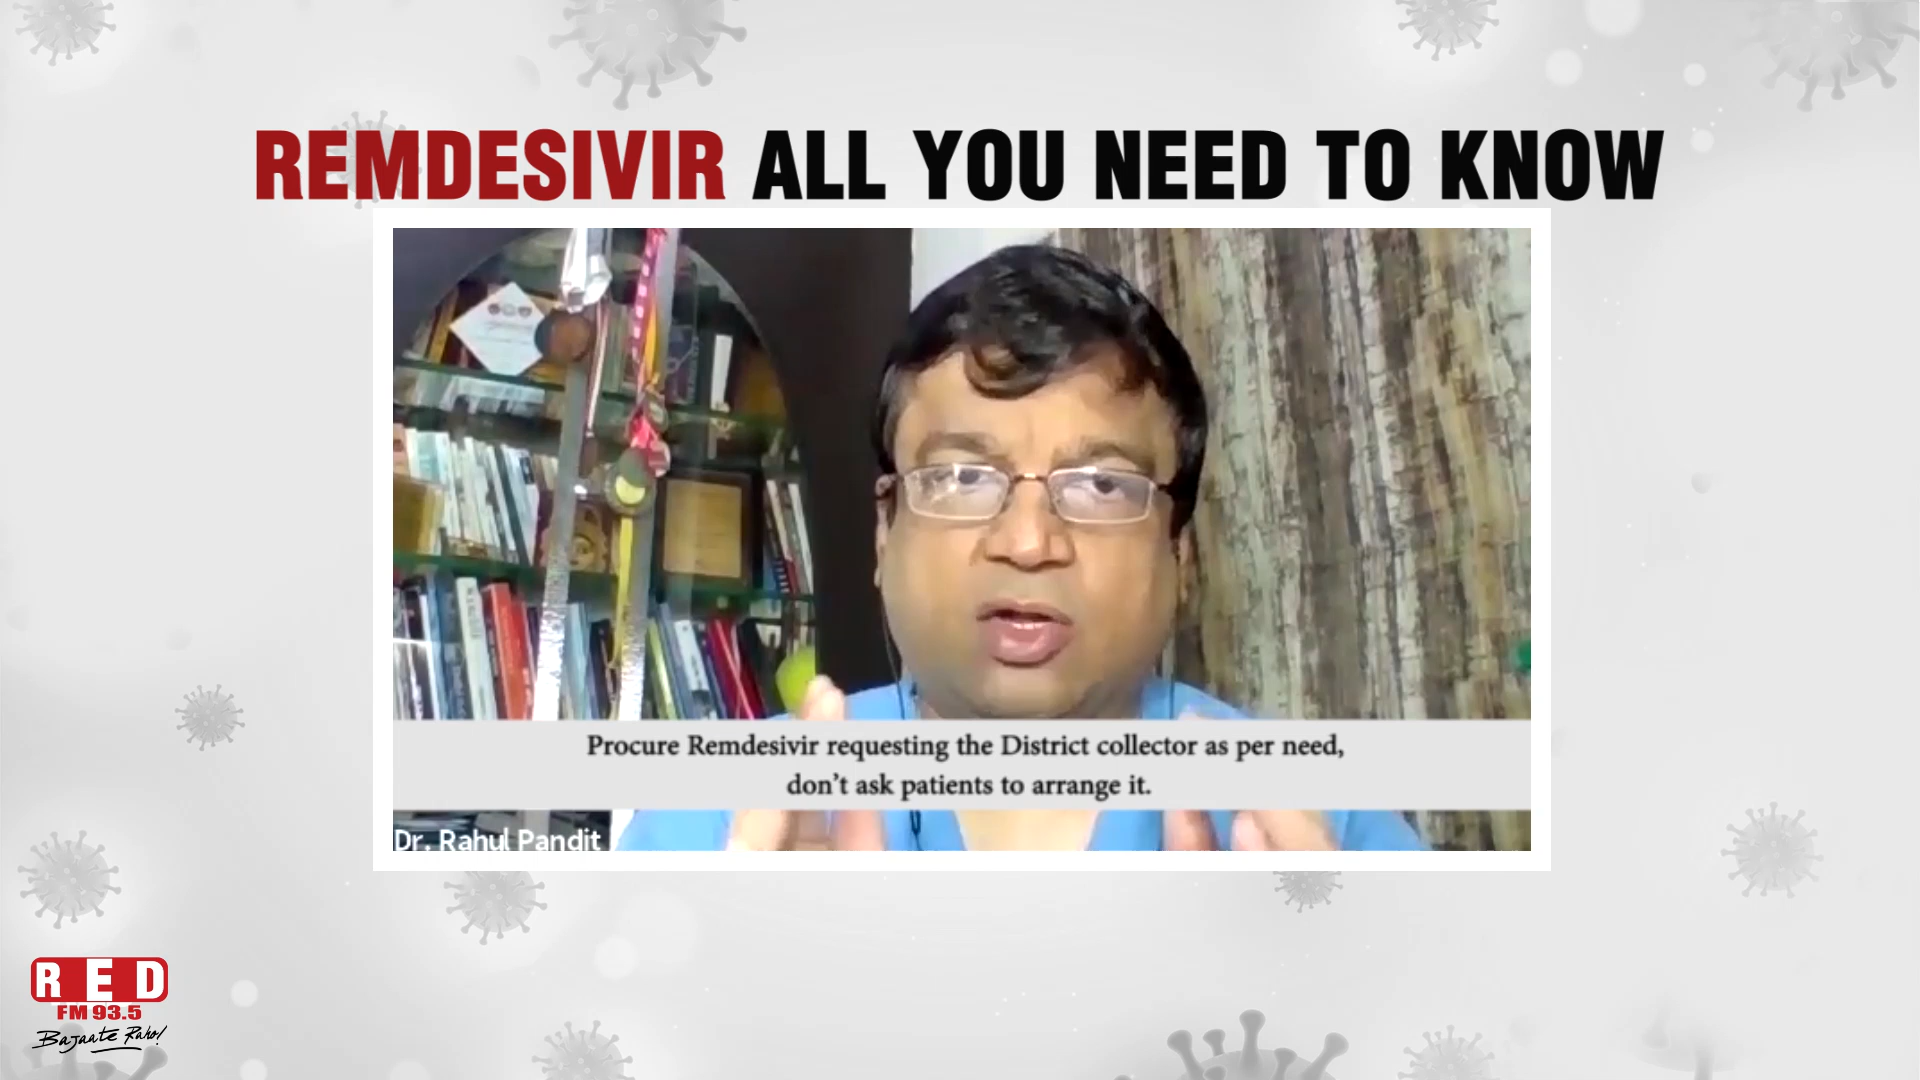 REMDESIVIR ALL YOU NEED TO KNOW
Procure Remdesivir requesting the District collector as per need,
don't ask patients to arrange it.
Dr. Rahul Pandit
RED
FM 93.5
Bajaate Raho!